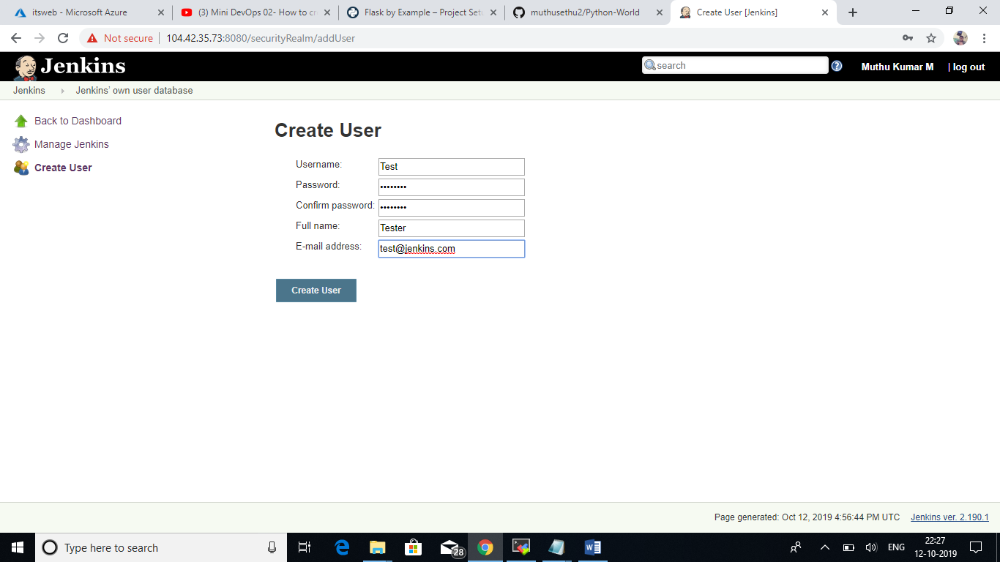 itsweb - Microsoft Azure
(3) Mini DevOps 02- How to cr
Flask by Example – Project Setu
muthusethu2/Python-World
Create User [Jenkins]
Not secure
104.42.35.73:8080/securityRealm/addUser
Jenkins
search
Muthu Kumar M
| log out
Jenkins
Jenkins' own user database
Back to Dashboard
Manage Jenkins
Create User
Create User
Username:
Test
Password:
••••••••
Confirm password:
••••••••
Full name:
Tester
E-mail address:
test@jenkins.com
Create User
Page generated: Oct 12, 2019 4:56:44 PM UTC
Jenkins ver. 2.190.1
Type here to search
28
ENG
22:27
12-10-2019